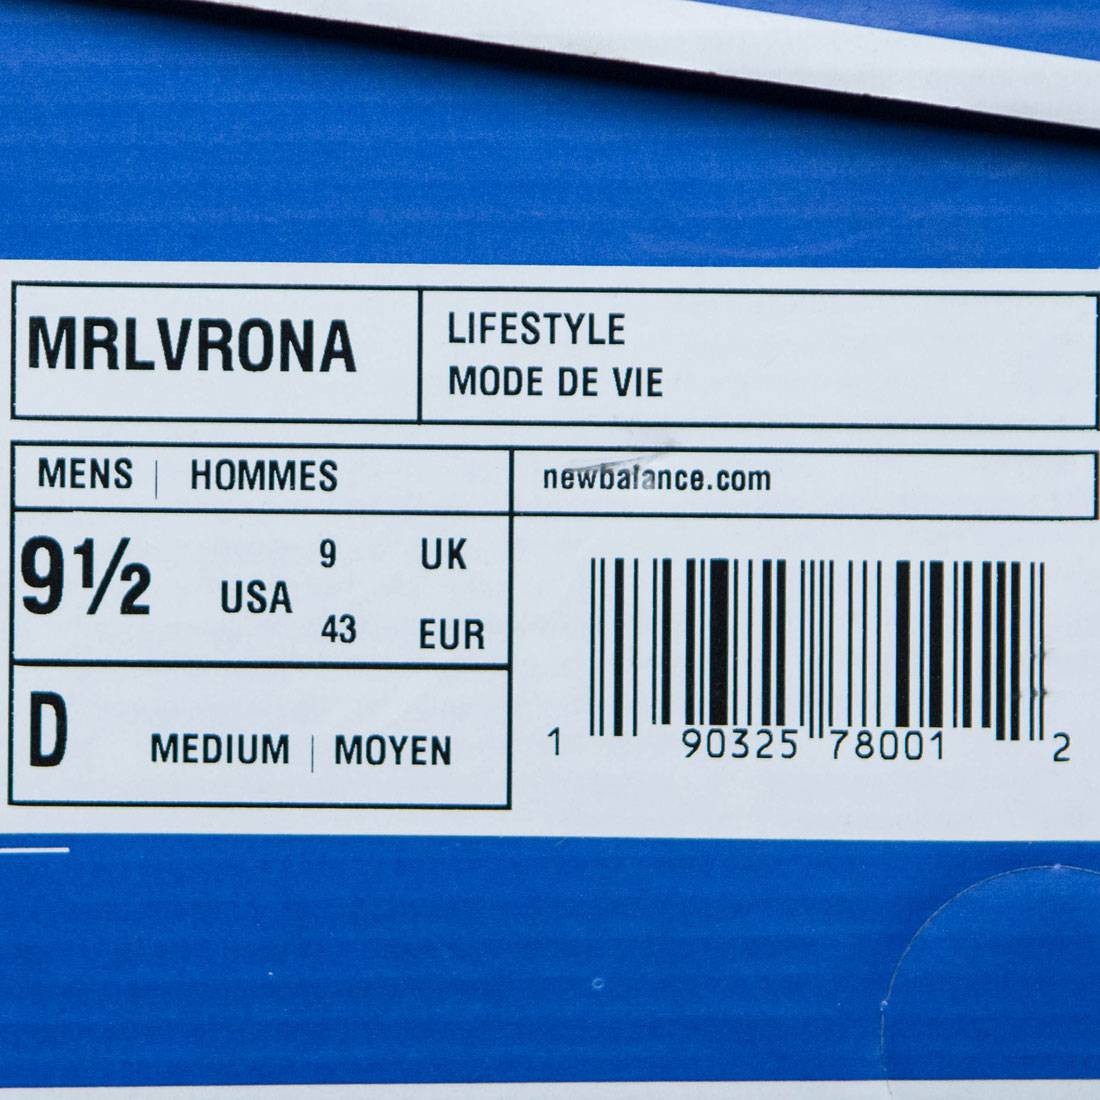 MRLVRONA
LIFESTYLE
MODE DE VIE
MENS | HOMMES
newbalance.com
9½ USA
9 UK
43 EUR
D MEDIUM | MOYEN
1 90325 78001 2